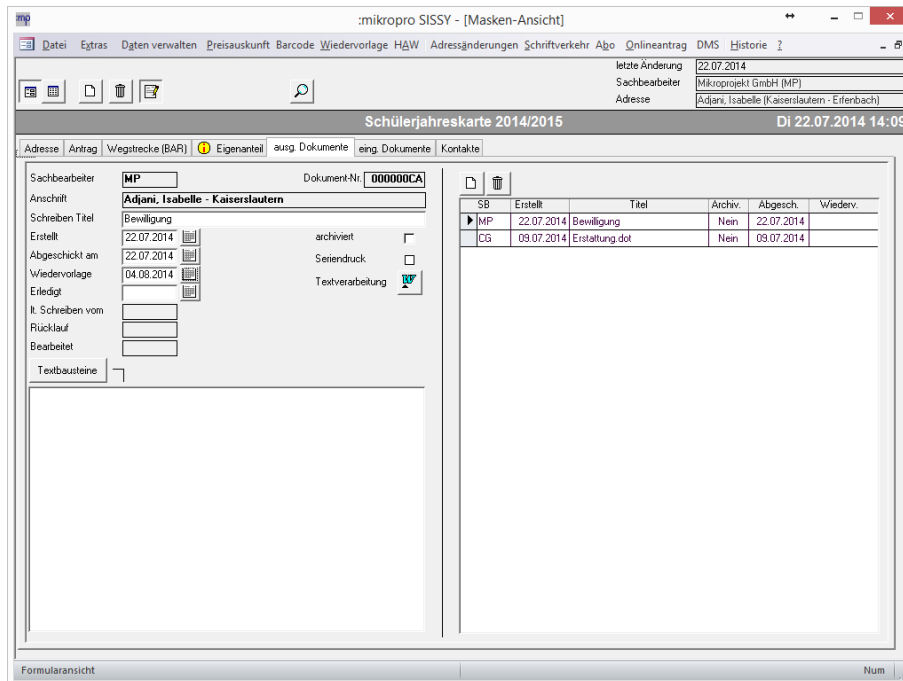 :mp
:mikropro SISSY - [Masken-Ansicht]
Datei Extras Daten verwalten Preisauskunft Barcode Wiedervorlage HAW Adressänderungen Schriftverkehr Abo Onlineantrag DMS Historie ?
letzte Änderung 22.07.2014
Sachbearbeiter Mikroprojekt GmbH (MP)
Adresse Adjani, Isabelle (Kaiserslautern - Erfenbach)
Schülerjahreskarte 2014/2015 Di 22.07.2014 14:09
Adresse Antrag Wegstrecke (BAR) Eigenanteil ausg. Dokumente eing. Dokumente Kontakte
Sachbearbeiter MP Dokument-Nr. 000000CA
Anschrift Adjani, Isabelle - Kaiserslautern
Schreiben Titel Bewilligung
Erstellt 22.07.2014 archiviert
Abgeschickt am 22.07.2014 Seriendruck
Wiedervorlage 04.08.2014 Textverarbeitung W
Erledigt
lt. Schreiben vom
Rücklauf
Bearbeitet
Textbausteine
SB Erstellt Titel Archiv. Abgesch. Wiederv.
MP 22.07.2014 Bewilligung Nein 22.07.2014
CG 09.07.2014 Erstattung.dot Nein 09.07.2014
Formularansicht Num